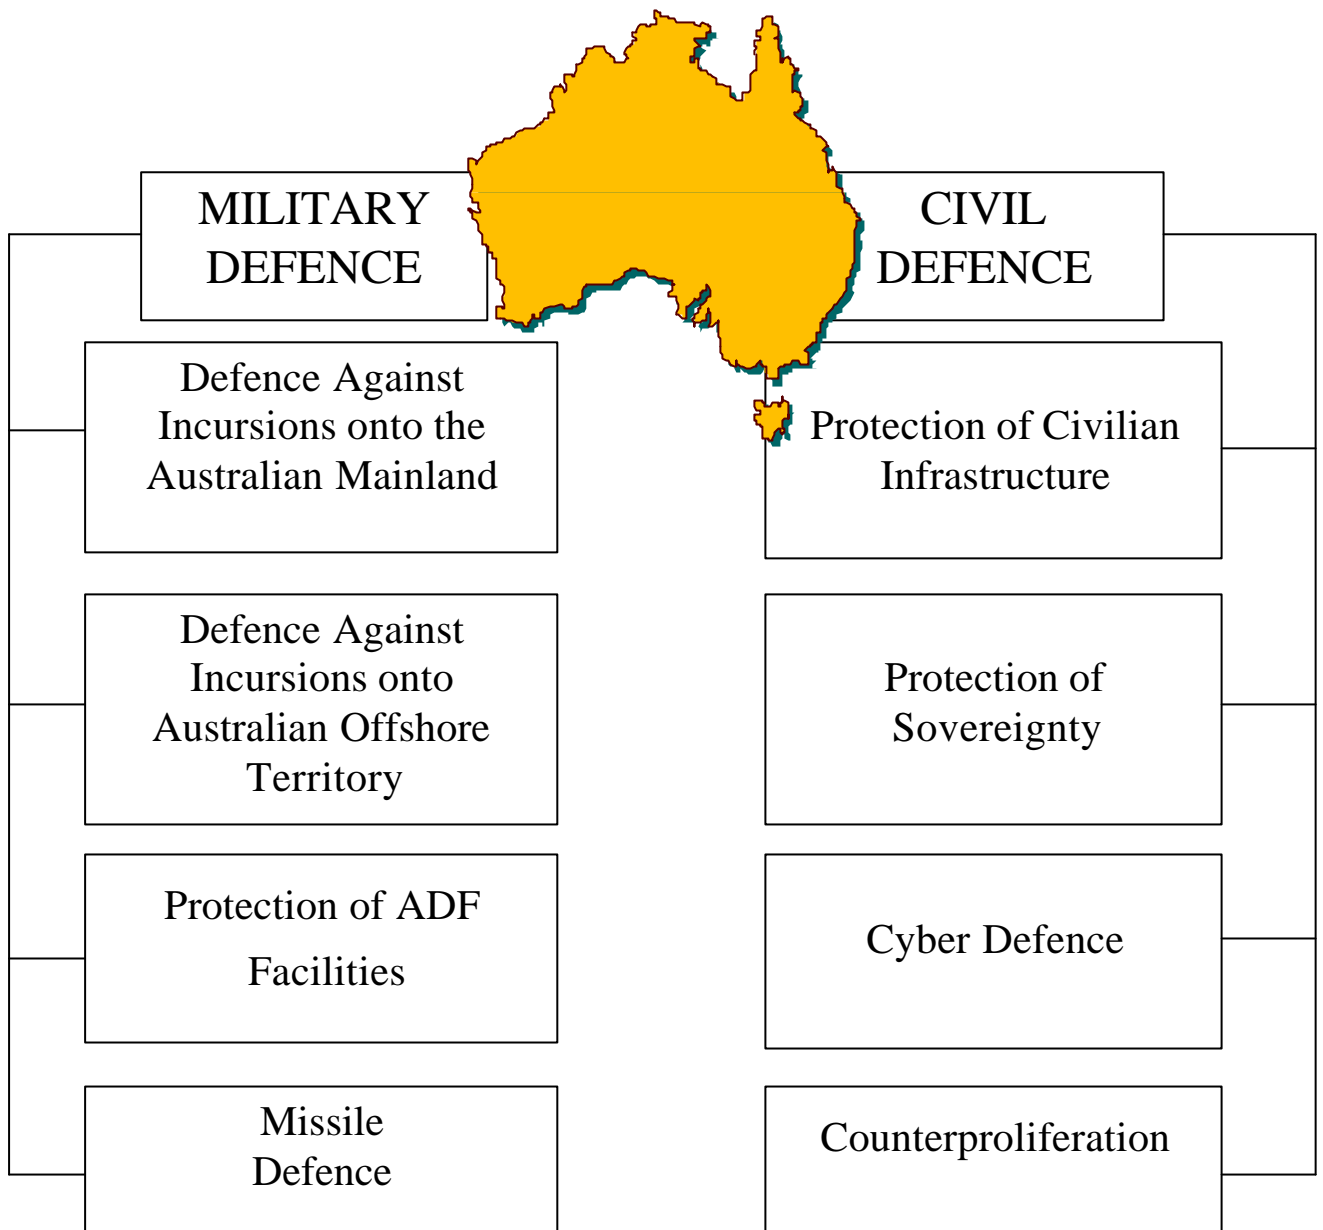 MILITARY
DEFENCE
Defence Against
Incursions onto the
Australian Mainland
Defence Against
Incursions onto
Australian Offshore
Territory
Protection of ADF
Facilities
Missile
Defence
CIVIL
DEFENCE
Protection of Civilian
Infrastructure
Protection of
Sovereignty
Cyber Defence
Counterproliferation